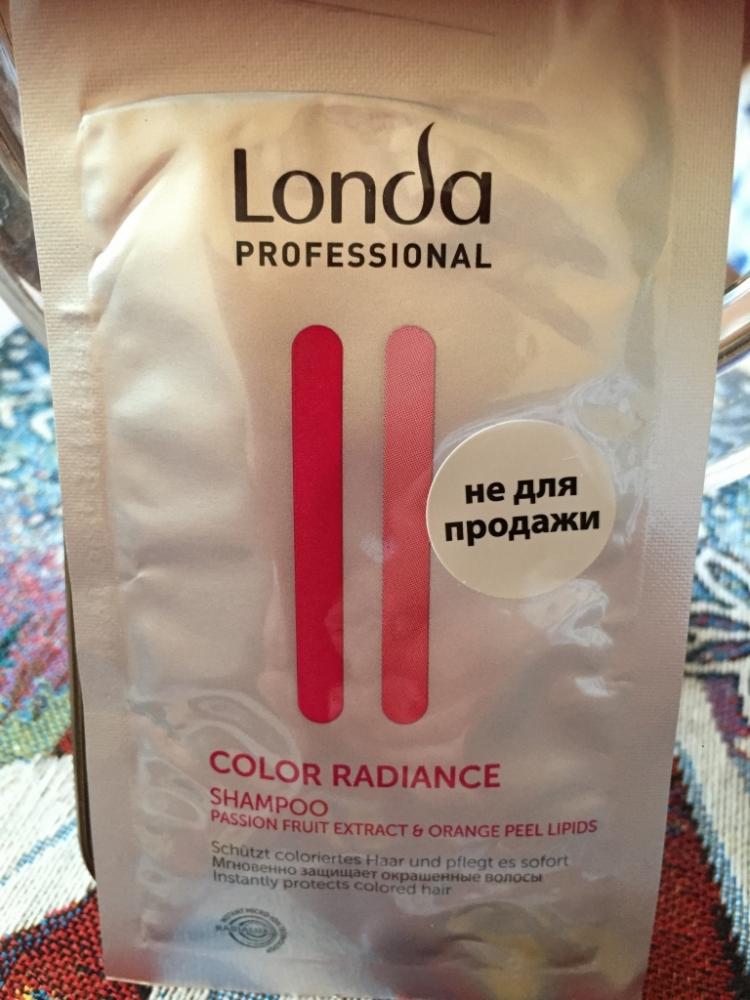 Londa
PROFESSIONAL
не для
продажи
COLOR RADIANCE
SHAMPOO
PASSION FRUIT EXTRACT & ORANGE PEEL LIPIDS
Schützt coloriertes Haar und pflegt es sofort
Мгновенно защищает окрашенные волосы
Instantly protects colored hair